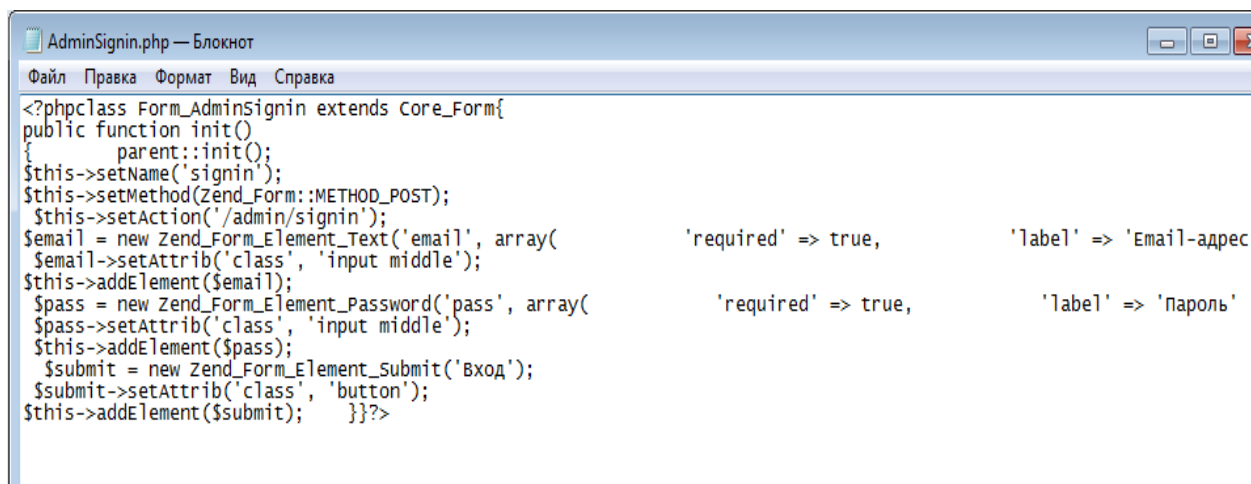 AdminSignin.php — Блокнот
Файл Правка Формат Вид Справка
<?phpclass Form_AdminSignin extends Core_Form{
public function init()
{        parent::init();
$this->setName('signin');
$this->setMethod(Zend_Form::METHOD_POST);
 $this->setAction('/admin/signin');
$email = new Zend_Form_Element_Text('email', array(            'required' => true,            'label' => 'Email-адрес
 $email->setAttrib('class', 'input middle');
$this->addElement($email);
 $pass = new Zend_Form_Element_Password('pass', array(            'required' => true,            'label' => 'Пароль'
 $pass->setAttrib('class', 'input middle');
 $this->addElement($pass);
  $submit = new Zend_Form_Element_Submit('Вход');
 $submit->setAttrib('class', 'button');
$this->addElement($submit);    }}?>